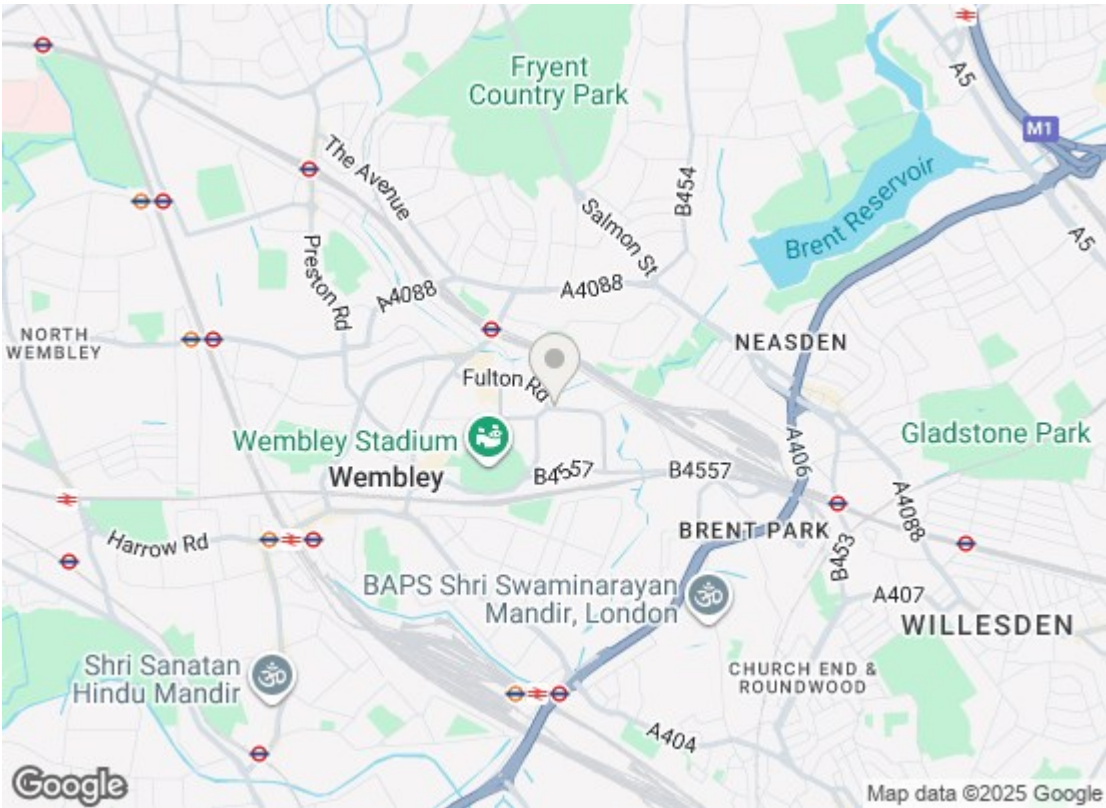 Fryent
Country Park
A5
M1
The Avenue
B454
Salmon St
Brent Reservoir
A5
Preston Rd
A4088
A4088
NORTH
WEMBLEY
NEASDEN
Fulton Rd
Wembley Stadium
Wembley
B4557
B4557
A406
Gladstone Park
A4088
Harrow Rd
BRENT PARK
B453
BAPS Shri Swaminarayan
Mandir, London
A407
WILLESDEN
Shri Sanatan
Hindu Mandir
CHURCH END &
ROUNDWOOD
A404
Google
Map data ©2025 Google